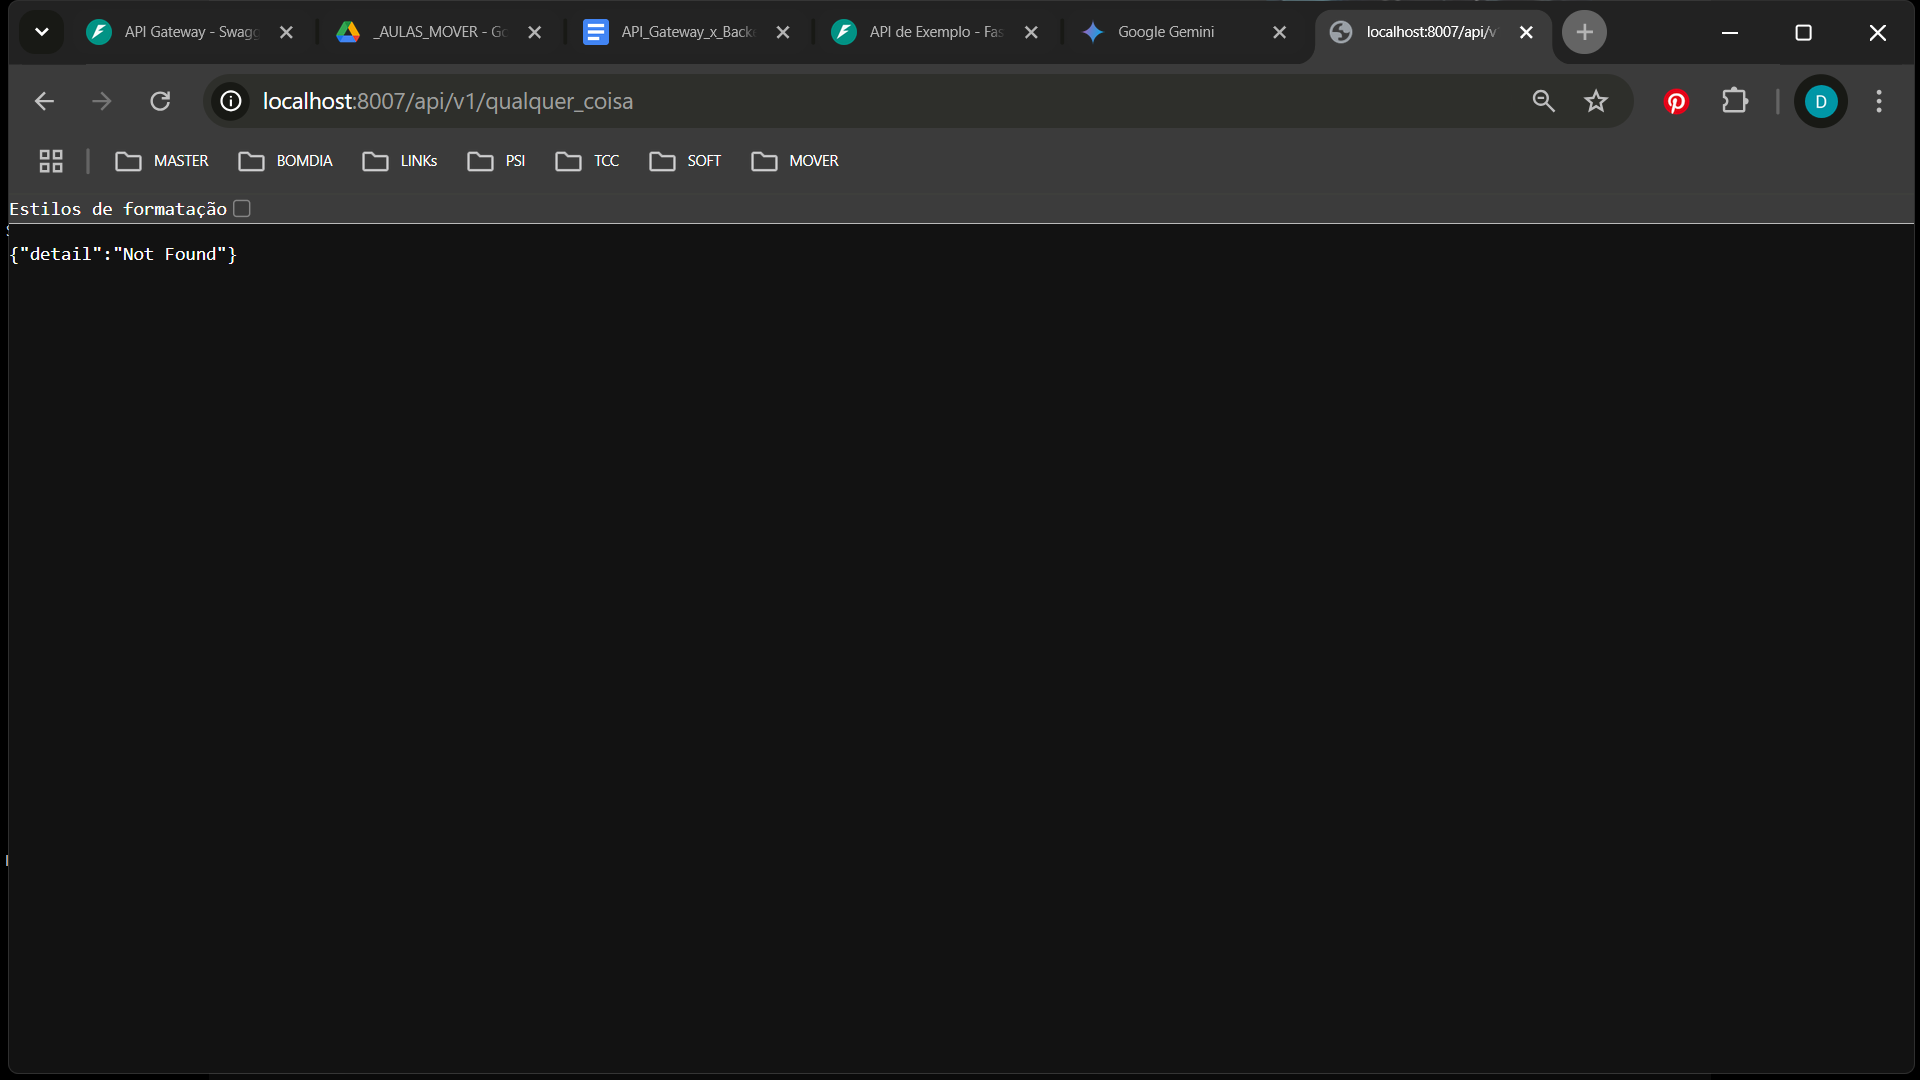 API Gateway - Swagg
_AULAS_MOVER - Go
API_Gateway_x_Back
API de Exemplo - Fas
Google Gemini
localhost:8007/api/v
localhost:8007/api/v1/qualquer_coisa
D
MASTER
BOMDIA
LINKs
PSI
TCC
SOFT
MOVER
Estilos de formatação
{"detail":"Not Found"}